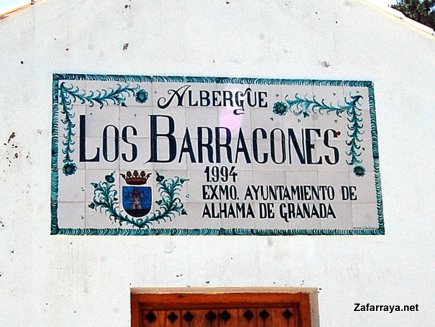 ALBERGUE
LOS BARRACONES
1994
EXMO. AYUNTAMIENTO DE
ALHAMA DE GRANADA
Zafarraya.net